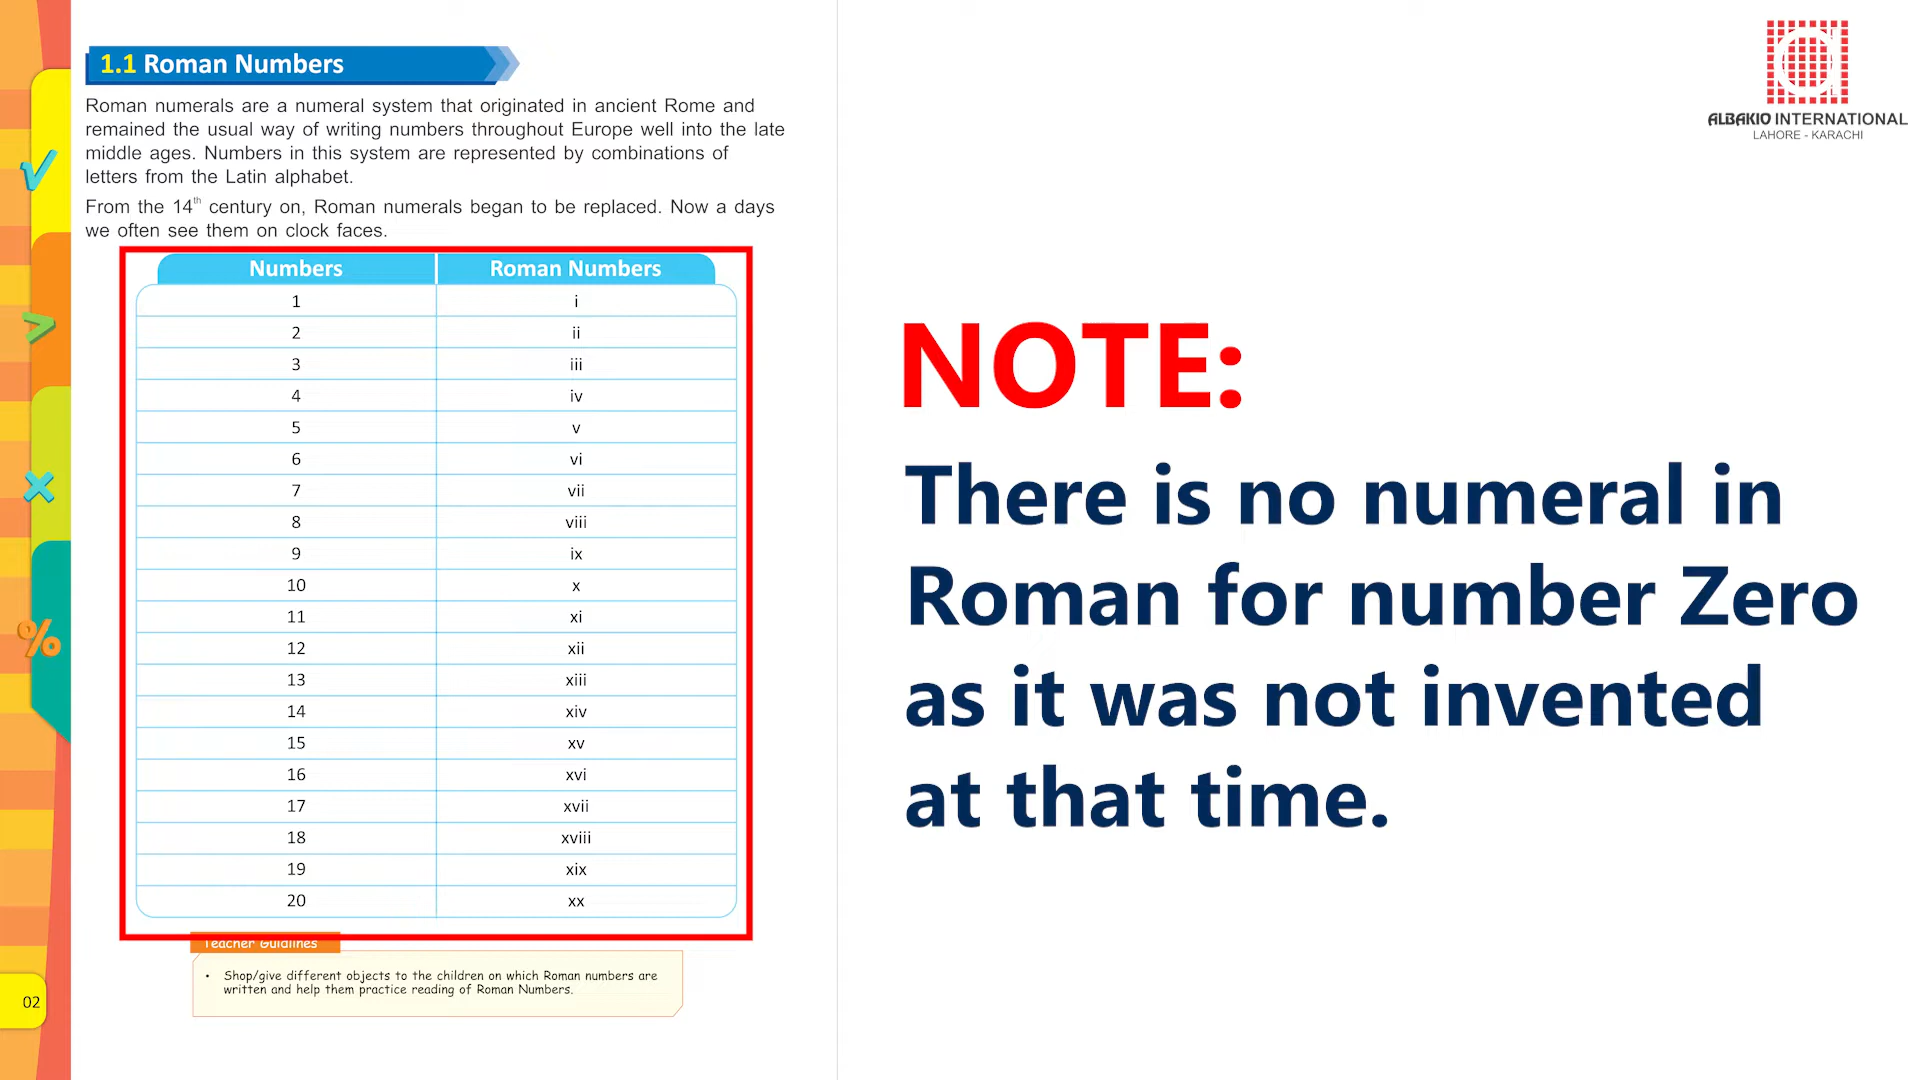 1.1 Roman Numbers
Roman numerals are a numeral system that originated in ancient Rome and
remained the usual way of writing numbers throughout Europe well into the late
middle ages. Numbers in this system are represented by combinations of
letters from the Latin alphabet.
From the 14th century on, Roman numerals began to be replaced. Now a days
we often see them on clock faces.
Numbers Roman Numbers
1 i
2 ii
3 iii
4 iv
5 v
6 vi
7 vii
8 viii
9 ix
10 x
11 xi
12 xii
13 xiii
14 xiv
15 xv
16 xvi
17 xvii
18 xviii
19 xix
20 xx
Teacher Guidlines
• Shop/give different objects to the children on which Roman numbers are
written and help them practice reading of Roman Numbers.
02
ALBAKIO INTERNATIONAL
LAHORE - KARACHI
NOTE:
There is no numeral in
Roman for number Zero
as it was not invented
at that time.